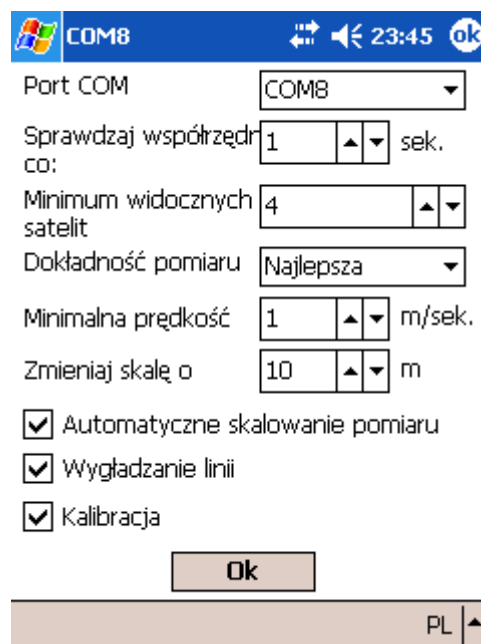 COM8 23:45 ok
Port COM COM8
Sprawdzaj współrzędr 1 sek.
co:
Minimum widocznych 4
satelit
Dokładność pomiaru Najlepsza
Minimalna prędkość 1 m/sek.
Zmieniaj skalę o 10 m
Automatyczne skalowanie pomiaru
Wygładzanie linii
Kalibracja
Ok
PL